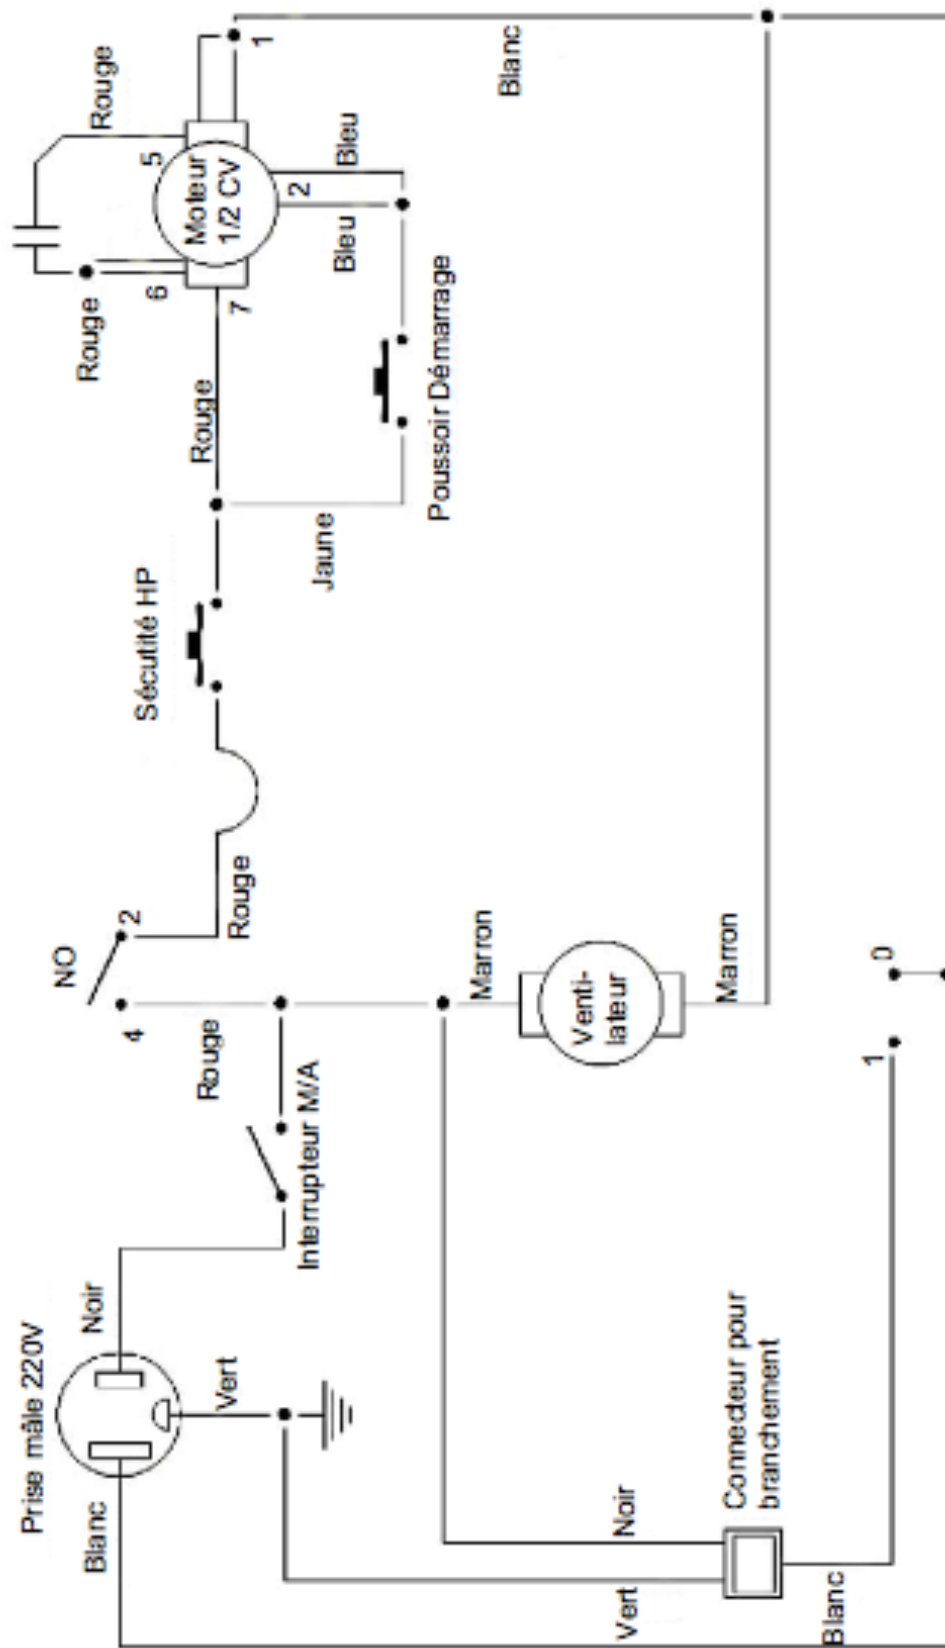 Prise mâle 220V
Blanc
Noir
Vert
Interrupteur M/A
Rouge
4
NO
2
Rouge
Sécutité HP
Jaune
Rouge
Poussoir Démarrage
Rouge
6
7
Moteur
1/2 CV
5
Rouge
2
Bleu
Bleu
1
Blanc
Marron
Venti-
lateur
Marron
Noir
Vert
Connecteur pour
branchement
Blanc
1
0